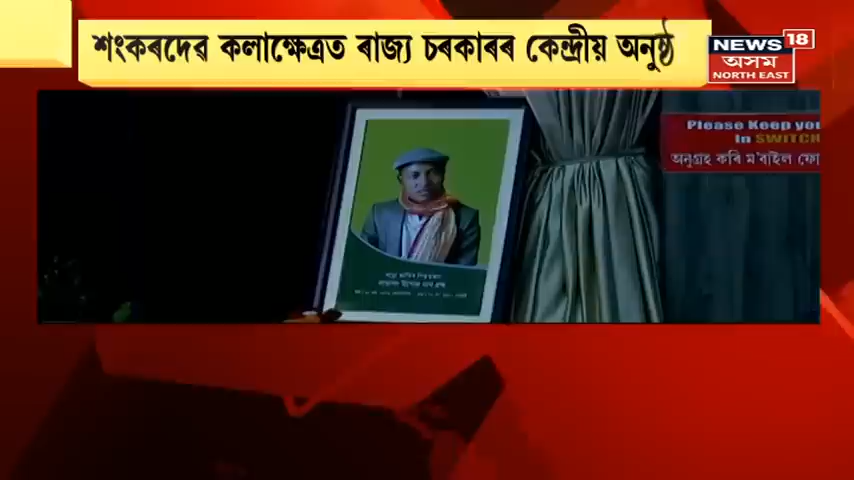 শংকৰদেৱ কলাক্ষেত্ৰত ৰাজ্য চৰকাৰৰ কেন্দ্ৰীয় অনুষ্ঠ
NEWS 18
অসম
NORTH EAST
Please Keep you
In SWITCH
অনুগ্ৰহ কৰি ম'বাইল ফো